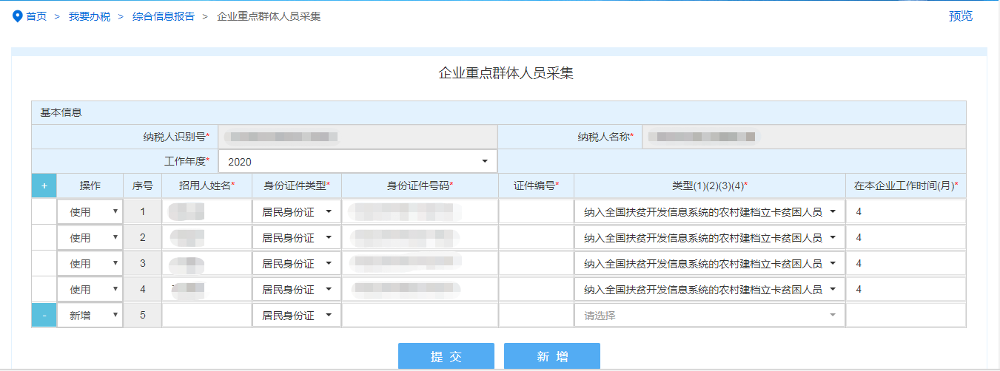 首页 > 我要办税 > 综合信息报告 > 企业重点群体人员采集 预览
企业重点群体人员采集
基本信息
纳税人识别号* 纳税人名称*
工作年度* 2020
+ 操作 序号 招用人姓名* 身份证件类型* 身份证件号码* 证件编号* 类型(1)(2)(3)(4)* 在本企业工作时间(月)*
使用 1 居民身份证 纳入全国扶贫开发信息系统的农村建档立卡贫困人员 4
使用 2 居民身份证 纳入全国扶贫开发信息系统的农村建档立卡贫困人员 4
使用 3 居民身份证 纳入全国扶贫开发信息系统的农村建档立卡贫困人员 4
使用 4 居民身份证 纳入全国扶贫开发信息系统的农村建档立卡贫困人员 4
- 新增 5 居民身份证 请选择
提 交 新 增